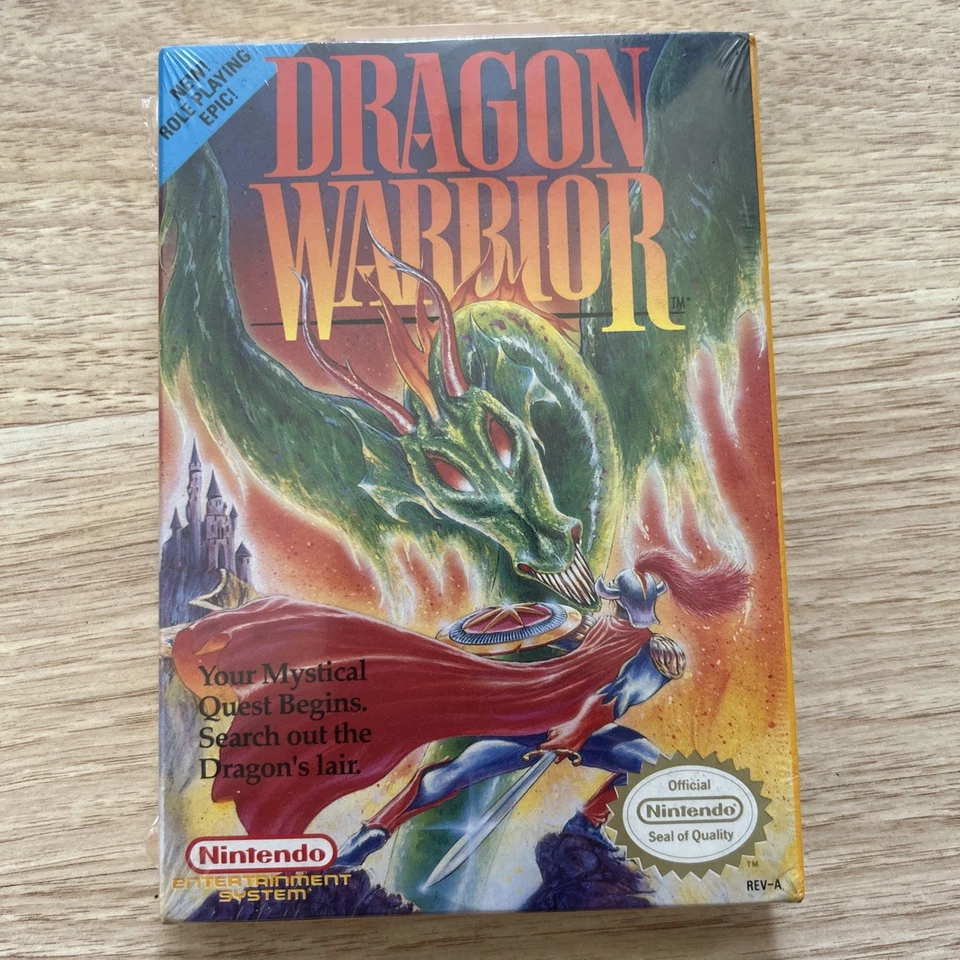 NEW!
ROLE PLAYING
EPIC!
DRAGON
WARRIOR
TM*
Your Mystical
Quest Begins.
Search out the
Dragon's lair.
Official
Nintendo®
Seal of Quality
TM
REV-A
Nintendo®
ENTERTAINMENT
SYSTEM®